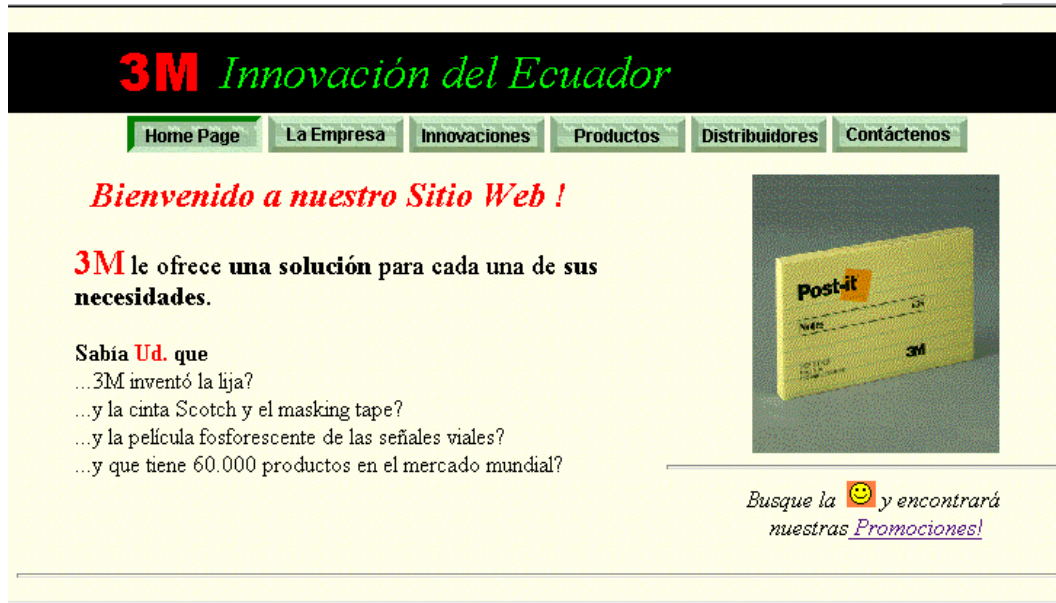 3M Innovación del Ecuador
Home Page
La Empresa
Innovaciones
Productos
Distribuidores
Contáctenos
Bienvenido a nuestro Sitio Web !
3M le ofrece una solución para cada una de sus
necesidades.
Sabía Ud. que
...3M inventó la lija?
...y la cinta Scotch y el masking tape?
...y la película fosforescente de las señales viales?
...y que tiene 60.000 productos en el mercado mundial?
Post-it
Notes
3M
Busque la y encontrará
nuestras Promociones!